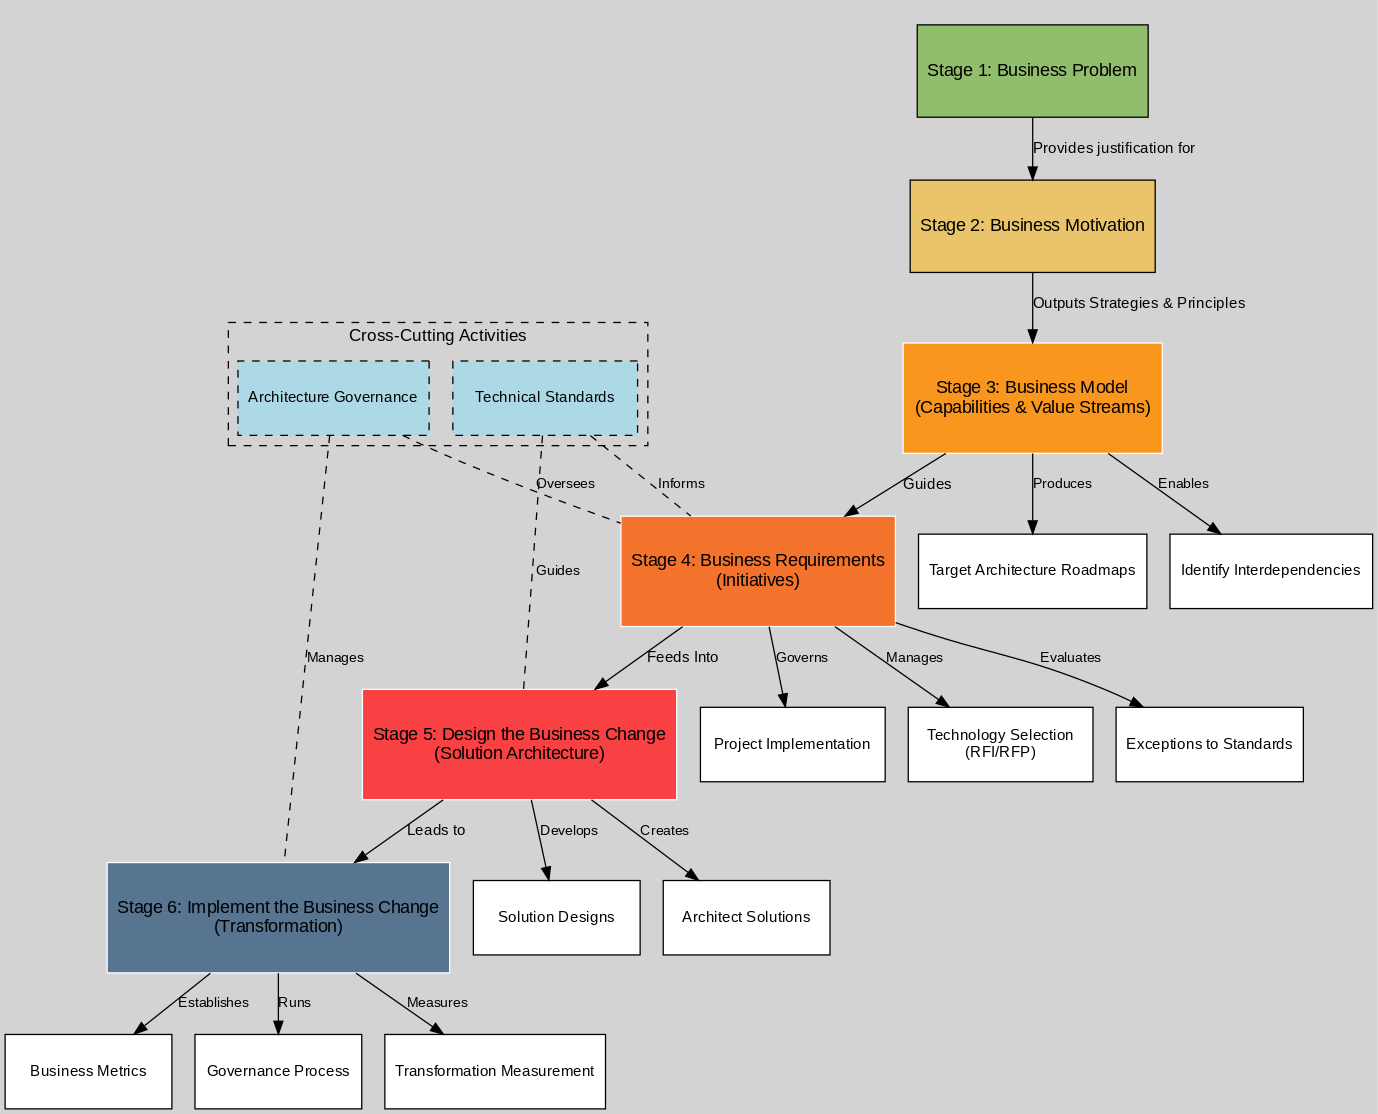 Stage 1: Business Problem
Provides justification for
Stage 2: Business Motivation
Outputs Strategies & Principles
Cross-Cutting Activities
Architecture Governance
Technical Standards
Stage 3: Business Model
(Capabilities & Value Streams)
Oversees
Informs
Guides
Produces
Enables
Stage 4: Business Requirements
(Initiatives)
Target Architecture Roadmaps
Identify Interdependencies
Guides
Manages
Feeds Into
Governs
Manages
Evaluates
Stage 5: Design the Business Change
(Solution Architecture)
Project Implementation
Technology Selection
(RFI/RFP)
Exceptions to Standards
Leads to
Develops
Creates
Stage 6: Implement the Business Change
(Transformation)
Solution Designs
Architect Solutions
Establishes
Runs
Measures
Business Metrics
Governance Process
Transformation Measurement